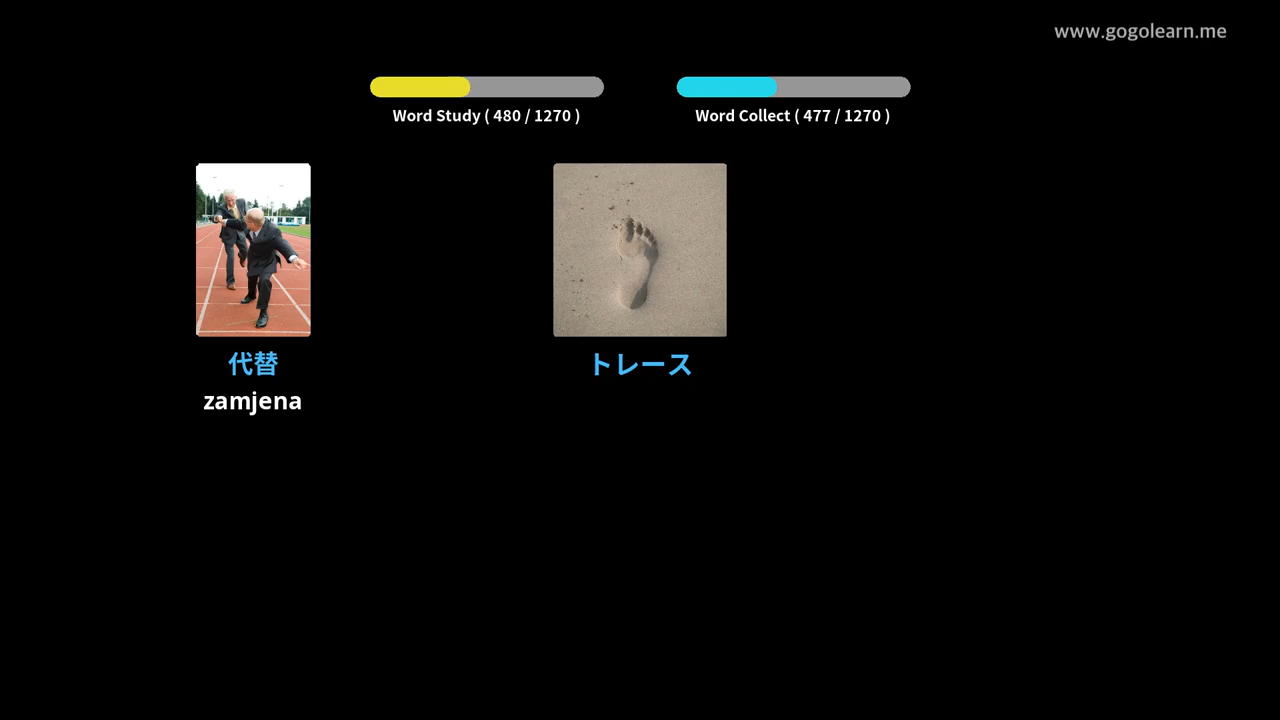 www.gogolearn.me
Word Study ( 480 / 1270 )
Word Collect ( 477 / 1270 )
代替
zamjena
トレース